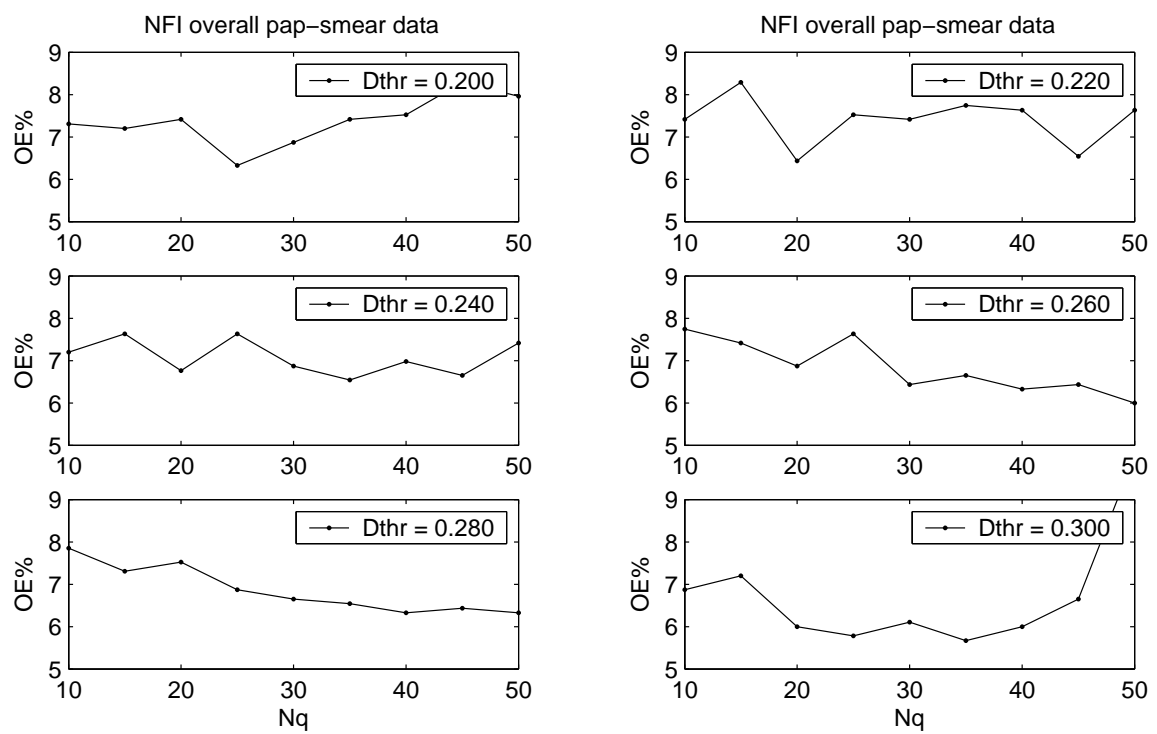 NFI overall pap−smear data
Dthr = 0.200
OE%
9
8
7
6
5
10 20 30 40 50
NFI overall pap−smear data
Dthr = 0.220
OE%
9
8
7
6
5
10 20 30 40 50
Dthr = 0.240
OE%
9
8
7
6
5
10 20 30 40 50
Dthr = 0.260
OE%
9
8
7
6
5
10 20 30 40 50
Dthr = 0.280
OE%
9
8
7
6
5
10 20 30 40 50
Nq
Dthr = 0.300
OE%
9
8
7
6
5
10 20 30 40 50
Nq